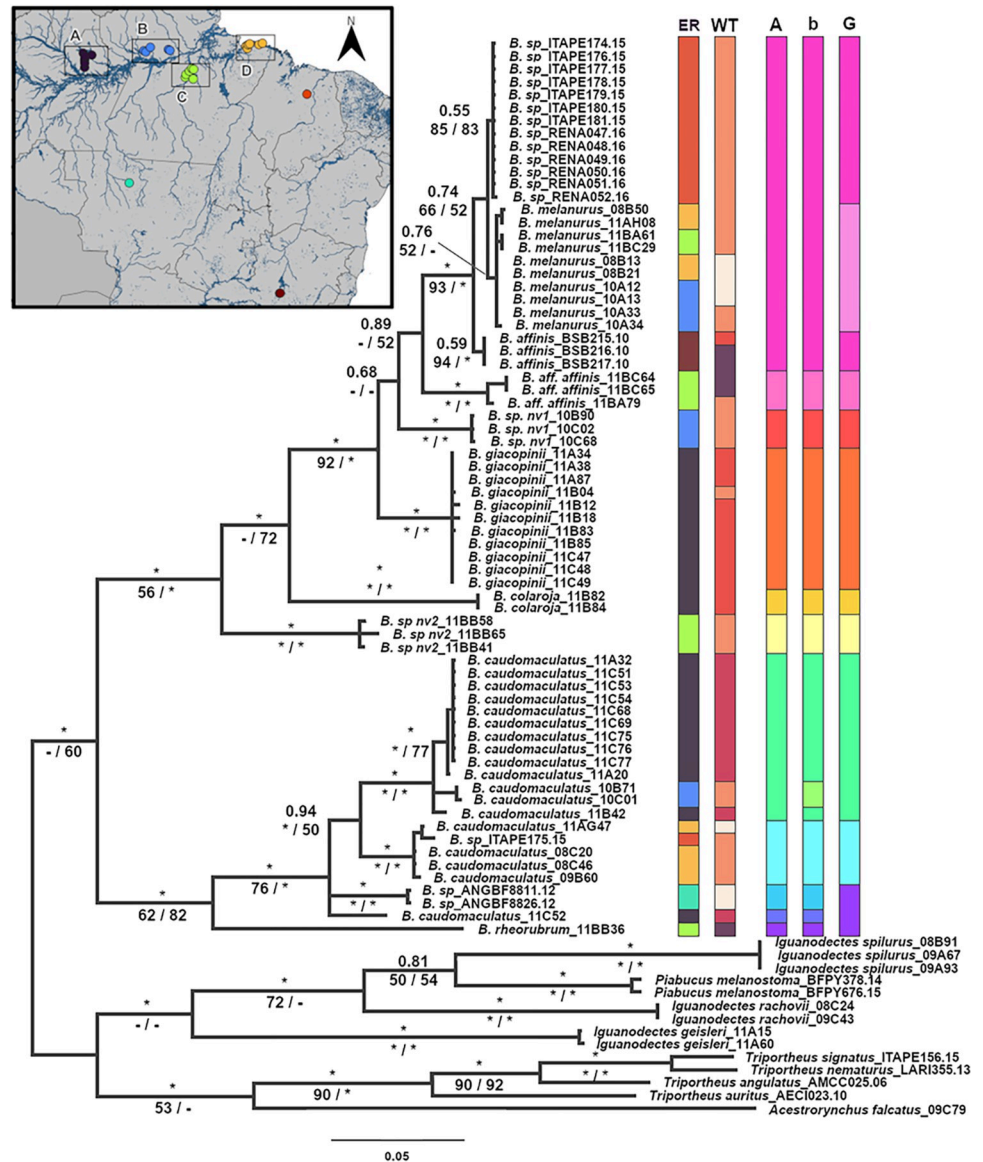 A
B
C
D
N
ER WT A b G
B. sp_ITAPE174.15
B. sp_ITAPE176.15
B. sp_ITAPE177.15
B. sp_ITAPE178.15
B. sp_ITAPE179.15
B. sp_ITAPE180.15
B. sp_ITAPE181.15
B. sp_RENA047.16
B. sp_RENA048.16
B. sp_RENA049.16
B. sp_RENA050.16
B. sp_RENA051.16
B. sp_RENA052.16
B. melanurus_08B50
B. melanurus_11AH08
B. melanurus_11BA61
B. melanurus_11BC29
B. melanurus_08B13
B. melanurus_08B21
B. melanurus_10A12
B. melanurus_10A13
B. melanurus_10A33
B. melanurus_10A34
B. affinis_BSB215.10
B. affinis_BSB216.10
B. affinis_BSB217.10
B. aff. affinis_11BC64
B. aff. affinis_11BC65
B. aff. affinis_11BA79
B. sp. nv1_10B90
B. sp. nv1_10C02
B. sp. nv1_10C68
B. giacopinii_11A34
B. giacopinii_11A38
B. giacopinii_11A87
B. giacopinii_11B04
B. giacopinii_11B12
B. giacopinii_11B18
B. giacopinii_11B83
B. giacopinii_11B85
B. giacopinii_11C47
B. giacopinii_11C48
B. giacopinii_11C49
B. colaroja_11B82
B. colaroja_11B84
B. sp nv2_11BB58
B. sp nv2_11BB65
B. sp nv2_11BB41
B. caudomaculatus_11A32
B. caudomaculatus_11C51
B. caudomaculatus_11C53
B. caudomaculatus_11C54
B. caudomaculatus_11C68
B. caudomaculatus_11C69
B. caudomaculatus_11C75
B. caudomaculatus_11C76
B. caudomaculatus_11C77
B. caudomaculatus_11A20
B. caudomaculatus_10B71
B. caudomaculatus_10C01
B. caudomaculatus_11B42
B. caudomaculatus_11AG47
B. sp_ITAPE175.15
B. caudomaculatus_08C20
B. caudomaculatus_08C46
B. caudomaculatus_09B60
B. sp_ANGBF8811.12
B. sp_ANGBF8826.12
B. caudomaculatus_11C52
B. rheorubrum_11BB36
Iguanodectes spilurus_08B91
Iguanodectes spilurus_09A67
Iguanodectes spilurus_09A93
Piabucus melanostoma_BFPY378.14
Piabucus melanostoma_BFPY676.15
Iguanodectes rachovii_08C24
Iguanodectes rachovii_09C43
Iguanodectes geisleri_11A15
Iguanodectes geisleri_11A60
Triportheus signatus_ITAPE156.15
Triportheus nematurus_LARI355.13
Triportheus angulatus_AMCC025.06
Triportheus auritus_AECI023.10
Acestrorynchus falcatus_09C79
0.55
85 / 83
0.74
66 / 52
0.76
52 / -
*
93 / *
0.89
- / 52
0.59
94 / *
0.68
- / -
*
* / *
*
* / *
*
92 / *
*
* / *
*
- / 72
*
* / *
*
56 / *
*
* / *
*
- / 60
*
* / 77
*
* / *
0.94
* / 50
*
* / *
*
76 / *
*
* / *
*
62 / 82
*
* / *
0.81
50 / 54
*
* / *
*
72 / -
*
* / *
*
- / -
*
* / *
*
* / *
*
90 / 92
*
90 / *
*
53 / -
0.05